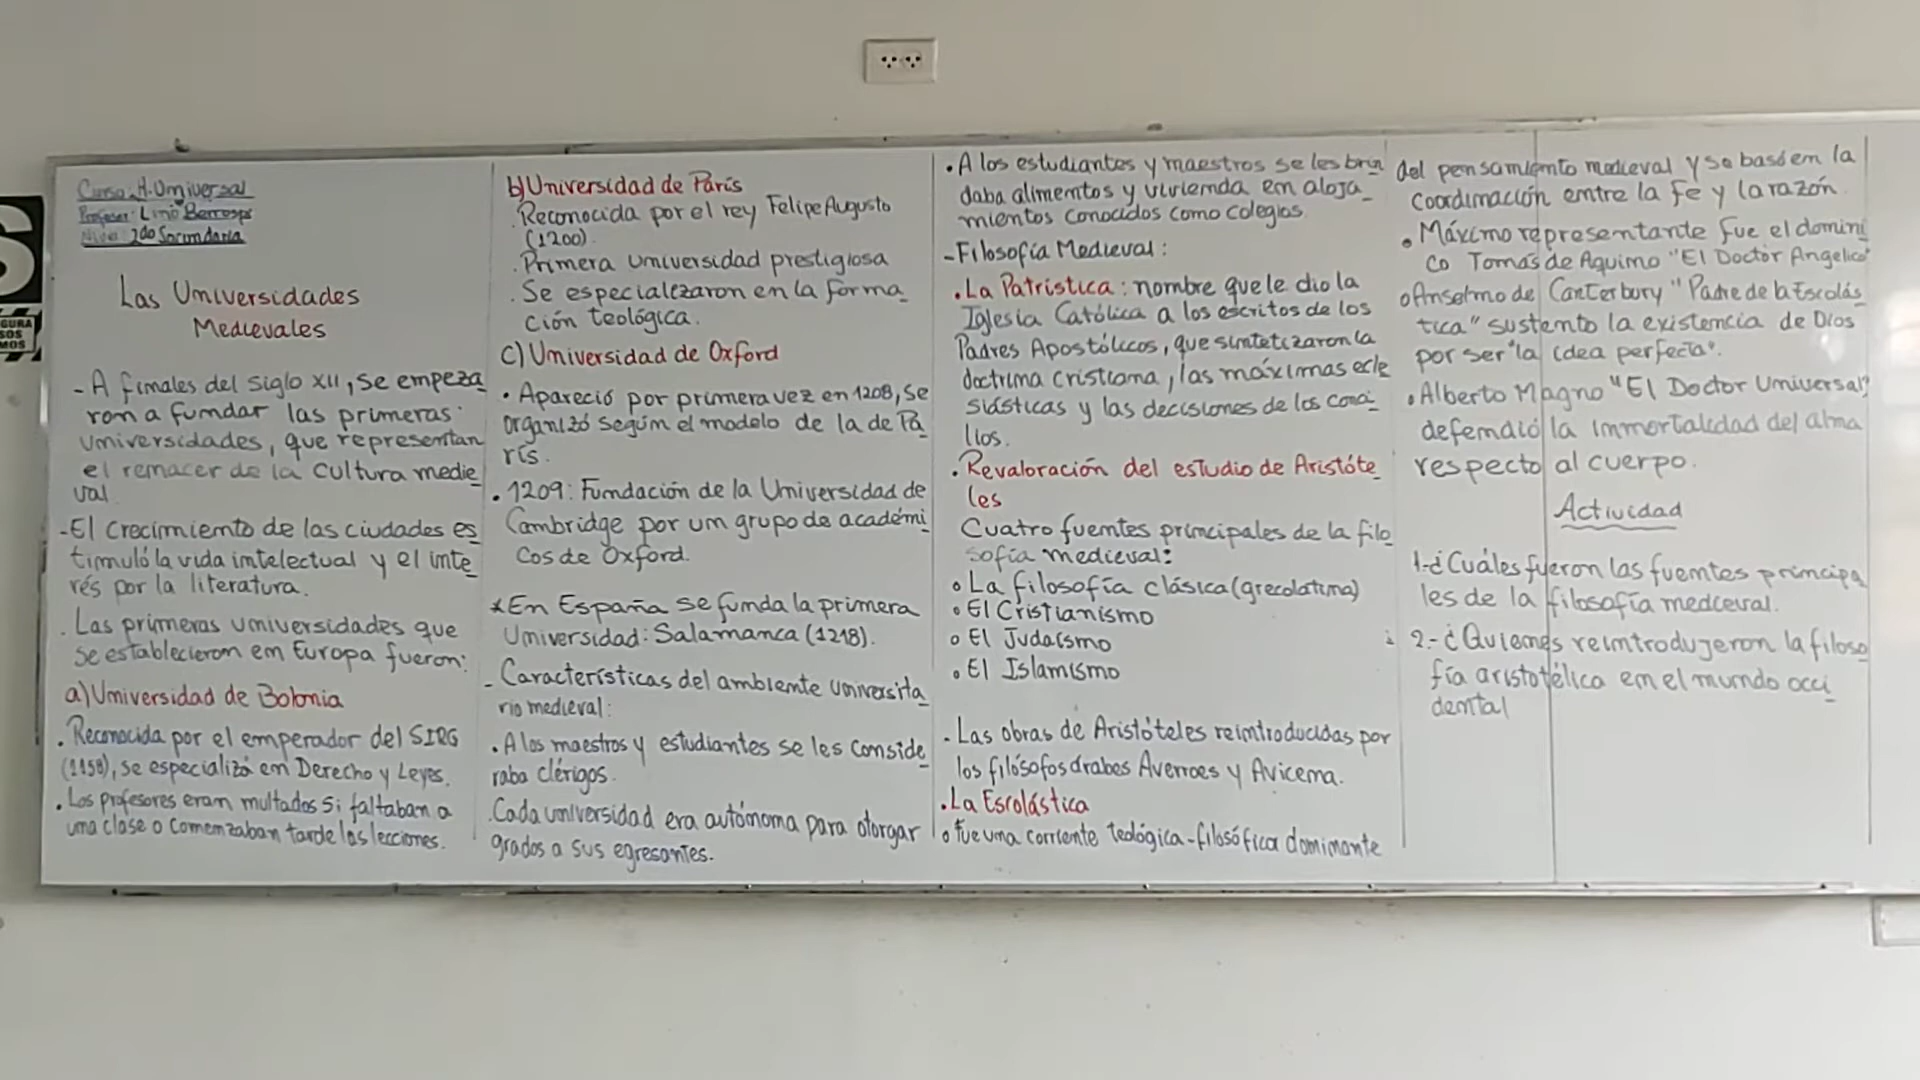 Curso: H. Universal
Profesor: Lino Berrospi
Nivel: 2do Secundaria
Las Universidades
Medievales
- A finales del siglo XII, se empeza
ron a fundar las primeras
universidades, que representan
el renacer de la cultura medie
val.
- El crecimiento de las ciudades es
timuló la vida intelectual y el inte
rés por la literatura.
. Las primeras universidades que
se establecieron en Europa fueron:
a) Universidad de Bolonia
. Reconocida por el emperador del SIRG
(1158), se especializó en Derecho y Leyes.
. Los profesores eran multados si faltaban a
una clase o comenzaban tarde las lecciones.
b) Universidad de París
. Reconocida por el rey Felipe Augusto
(1200).
. Primera universidad prestigiosa
. Se especializaron en la forma
ción teológica.
c) Universidad de Oxford
• Apareció por primera vez en 1208, se
organizó según el modelo de la de Pa
rís.
. 1209: Fundación de la Universidad de
Cambridge por un grupo de académi
cos de Oxford.
* En España se funda la primera
Universidad: Salamanca (1218).
- Características del ambiente universita
rio medieval:
. A los maestros y estudiantes se les conside
raba clérigos.
. Cada universidad era autónoma para otorgar
grados a sus egresantes.
• A los estudiantes y maestros se les brin
daba alimentos y vivienda en aloja
mientos conocidos como colegios
- Filosofía Medieval:
• La Patrística: nombre que le dio la
Iglesia Católica a los escritos de los
Padres Apostólicos, que sintetizaron la
doctrina cristiana, las máximas ecle
siásticas y las decisiones de los conci
lios.
. Revaloración del estudio de Aristóte
les
Cuatro fuentes principales de la filo
sofía medieval:
o La filosofía clásica (grecolatina)
o El Cristianismo
o El Judaísmo
o El Islamismo
- Las obras de Aristóteles reintroducidas por
los filósofos árabes Averroes y Avicena.
• La Escolástica
o fue una corriente teológica-filosófica dominante
del pensamiento medieval y se basó en la
coordinación entre la fe y la razón
• Máximo representante fue el domini
co Tomás de Aquino "El Doctor Angelico"
o Anselmo de Canterbury "Padre de la Escolás
tica" sustento la existencia de Dios
por ser "la idea perfecta".
• Alberto Magno "El Doctor Universal"
defendió la inmortalidad del alma
respecto al cuerpo.
Actividad
1.- ¿Cuáles fueron las fuentes principa
les de la filosofía medieval.
2.- ¿Quienes reintrodujeron la filoso
fía aristotélica en el mundo occi
dental